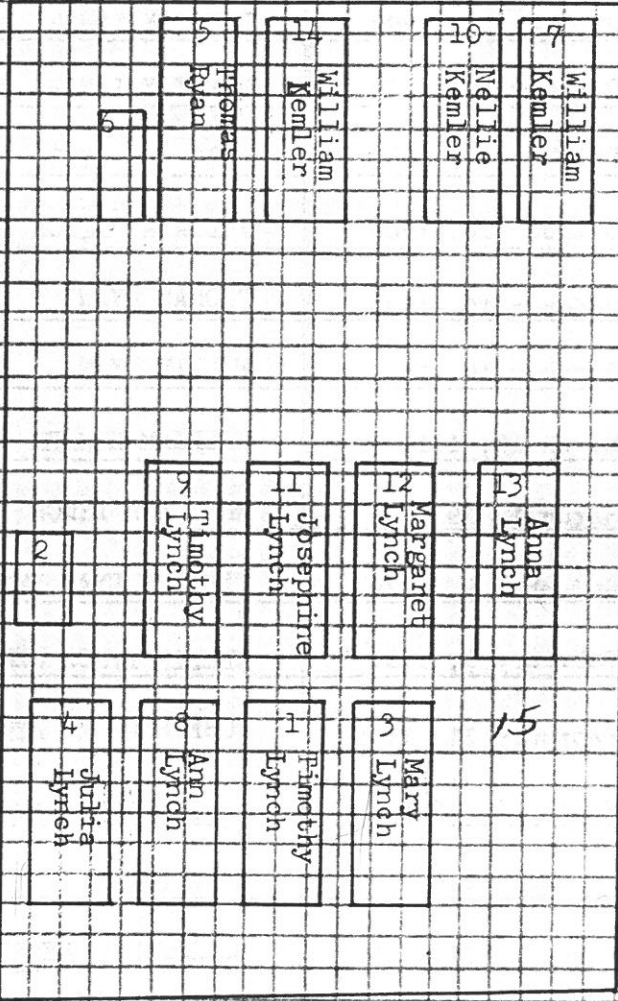 5
Thomas
Ryan
14
William
Kemler
10
Nellie
Kemler
7
William
Kemler
6
9
Timothy
Lynch
11
Josephine
Lynch
12
Margaret
Lynch
13
Anna
Lynch
2
4
Julia
Lynch
8
Ann
Lynch
1
Timothy
Lynch
3
Mary
Lynch
15